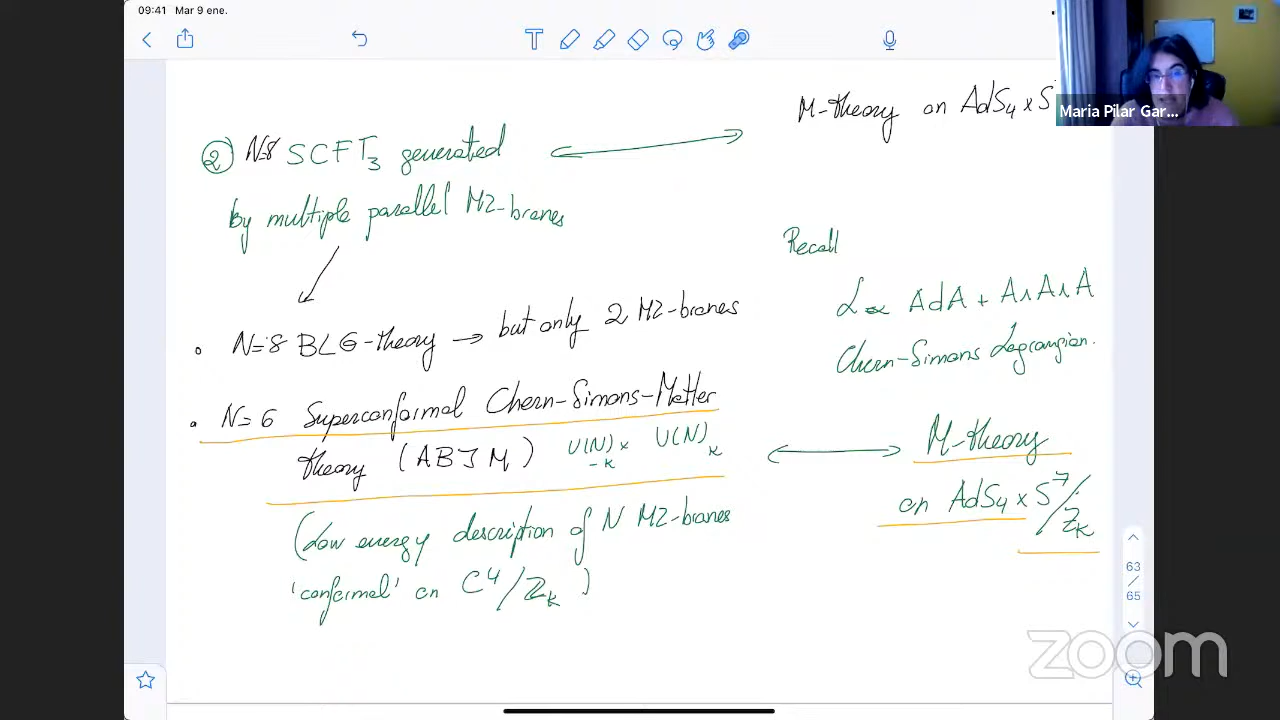 09:41 Mar 9 ene.
Maria Pilar Gar...
M-theory on AdS₄ x S
② N=8 SCFT₃ generated
by multiple parallel M2-branes
Recall
L ∝ AdA + A∧A∧A
Chern-Simons Lagrangian.
• N=8 BLG-theory → but only 2 M2-branes
• N=6 Superconformal Chern-Simons-Matter
theory (ABJM) U(N)₋ₖ x U(N)ₖ
M-theory
on AdS₄ x S⁷/Zₖ
(Low energy description of N M2-branes
'conformal' on C⁴/Zₖ)
63
/
65
zoom